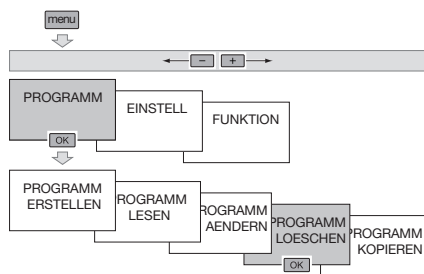 menu
- +
PROGRAMM
EINSTELL
FUNKTION
OK
PROGRAMM
ERSTELLEN
ROGRAMM
LESEN
ROGRAMM
AENDERN
PROGRAMM
LOESCHEN
PROGRAMM
KOPIEREN
OK